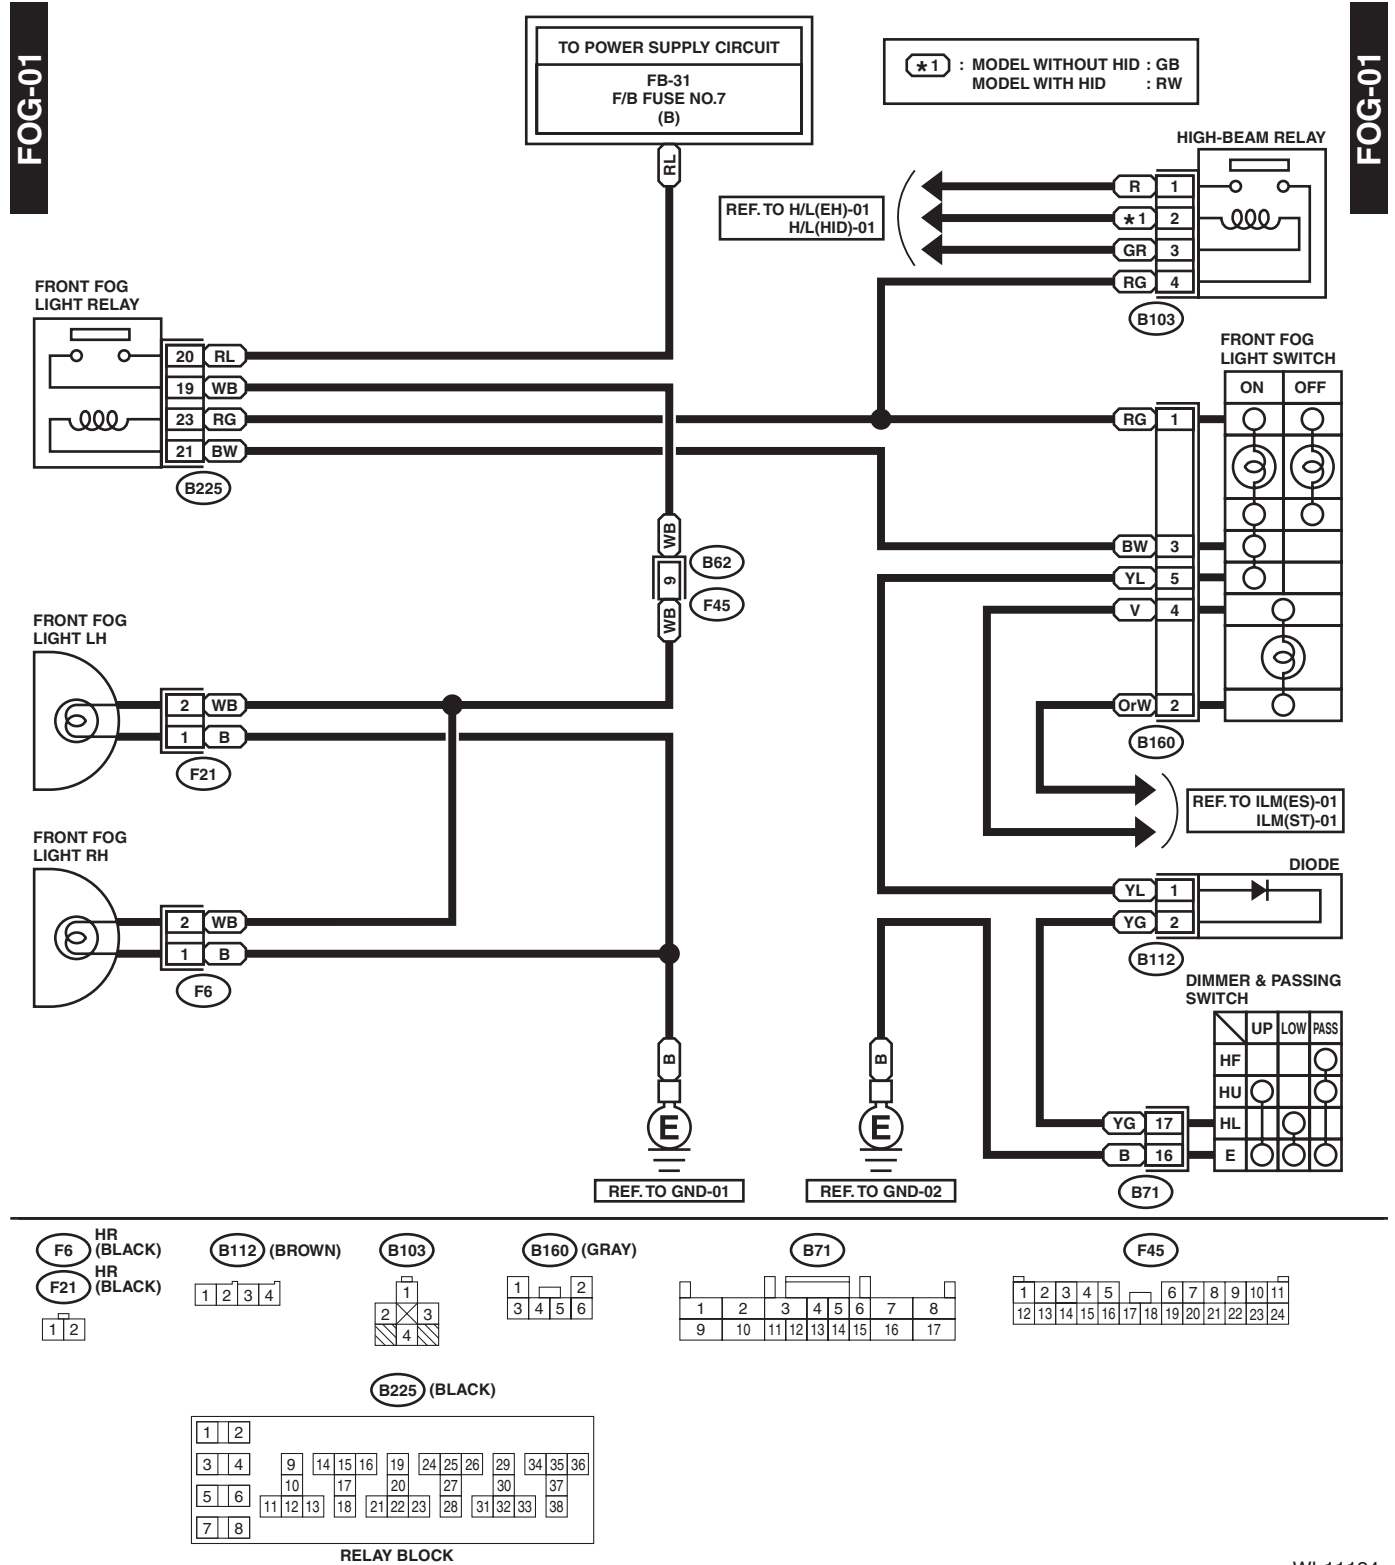 FOG-01
FOG-01
TO POWER SUPPLY CIRCUIT
FB-31
F/B FUSE NO.7
(B)
*1 : MODEL WITHOUT HID : GB
MODEL WITH HID : RW
RL
HIGH-BEAM RELAY
R 1
*1 2
GR 3
RG 4
B103
REF. TO H/L(EH)-01
H/L(HID)-01
FRONT FOG
LIGHT RELAY
20 RL
19 WB
23 RG
21 BW
B225
FRONT FOG
LIGHT SWITCH
ON OFF
RG 1
BW 3
YL 5
V 4
OrW 2
B160
WB
B62
9
F45
WB
FRONT FOG
LIGHT LH
2 WB
1 B
F21
REF. TO ILM(ES)-01
ILM(ST)-01
FRONT FOG
LIGHT RH
2 WB
1 B
F6
DIODE
YL 1
YG 2
B112
DIMMER & PASSING
SWITCH
UP LOW PASS
HF
HU
YG 17 HL
B 16 E
B71
B
E
REF. TO GND-01
B
E
REF. TO GND-02
F6 HR
(BLACK)
F21 HR
(BLACK)
1 2
B112 (BROWN)
1 2 3 4
B103
1
2 3
4
B160 (GRAY)
1 2
3 4 5 6
B71
1 2 3 4 5 6 7 8
9 10 11 12 13 14 15 16 17
F45
1 2 3 4 5 6 7 8 9 10 11
12 13 14 15 16 17 18 19 20 21 22 23 24
B225 (BLACK)
1 2
3 4 9 14 15 16 19 24 25 26 29 34 35 36
10 17 20 27 30 37
5 6 11 12 13 18 21 22 23 28 31 32 33 38
7 8
RELAY BLOCK